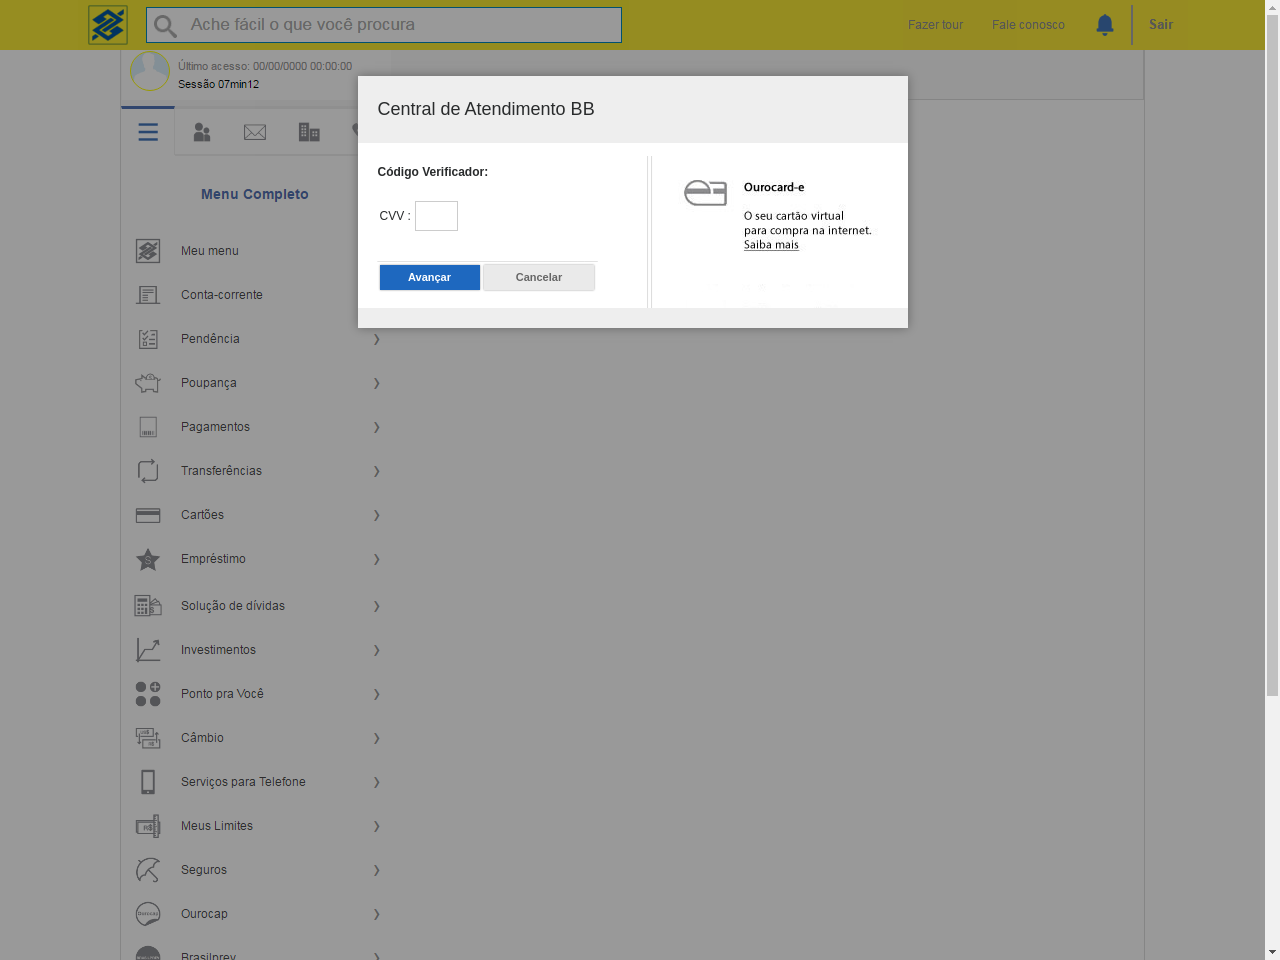 Ache fácil o que você procura
Fazer tour
Fale conosco
Sair
Último acesso: 00/00/0000 00:00:00
Sessão 07min12
Central de Atendimento BB
Código Verificador:
CVV :
Avançar
Cancelar
Ourocard-e
O seu cartão virtual
para compra na internet.
Saiba mais
Menu Completo
Meu menu
Conta-corrente
Pendência
Poupança
Pagamentos
Transferências
Cartões
Empréstimo
Solução de dívidas
Investimentos
Ponto pra Você
Câmbio
Serviços para Telefone
Meus Limites
Seguros
Ourocap
Brasilprev